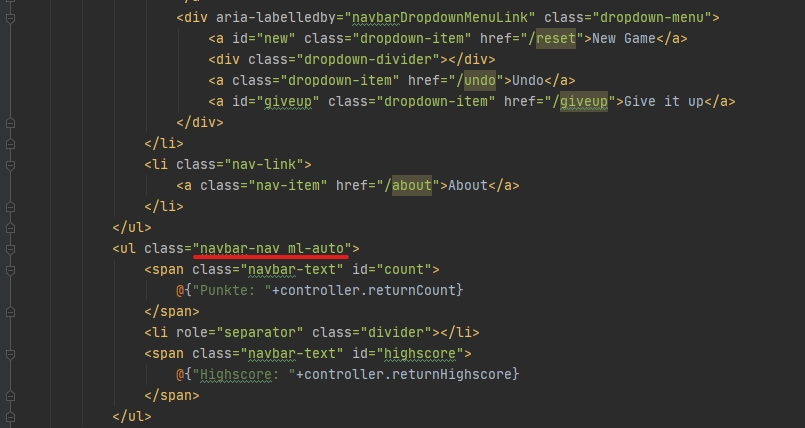 </a>
<div aria-labelledby="navbarDropdownMenuLink" class="dropdown-menu">
<a id="new" class="dropdown-item" href="/reset">New Game</a>
<div class="dropdown-divider"></div>
<a class="dropdown-item" href="/undo">Undo</a>
<a id="giveup" class="dropdown-item" href="/giveup">Give it up</a>
</div>
</li>
<li class="nav-link">
<a class="nav-item" href="/about">About</a>
</li>
</ul>
<ul class="navbar-nav ml-auto">
<span class="navbar-text" id="count">
@{"Punkte: "+controller.returnCount}
</span>
<li role="separator" class="divider"></li>
<span class="navbar-text" id="highscore">
@{"Highscore: "+controller.returnHighscore}
</span>
</ul>